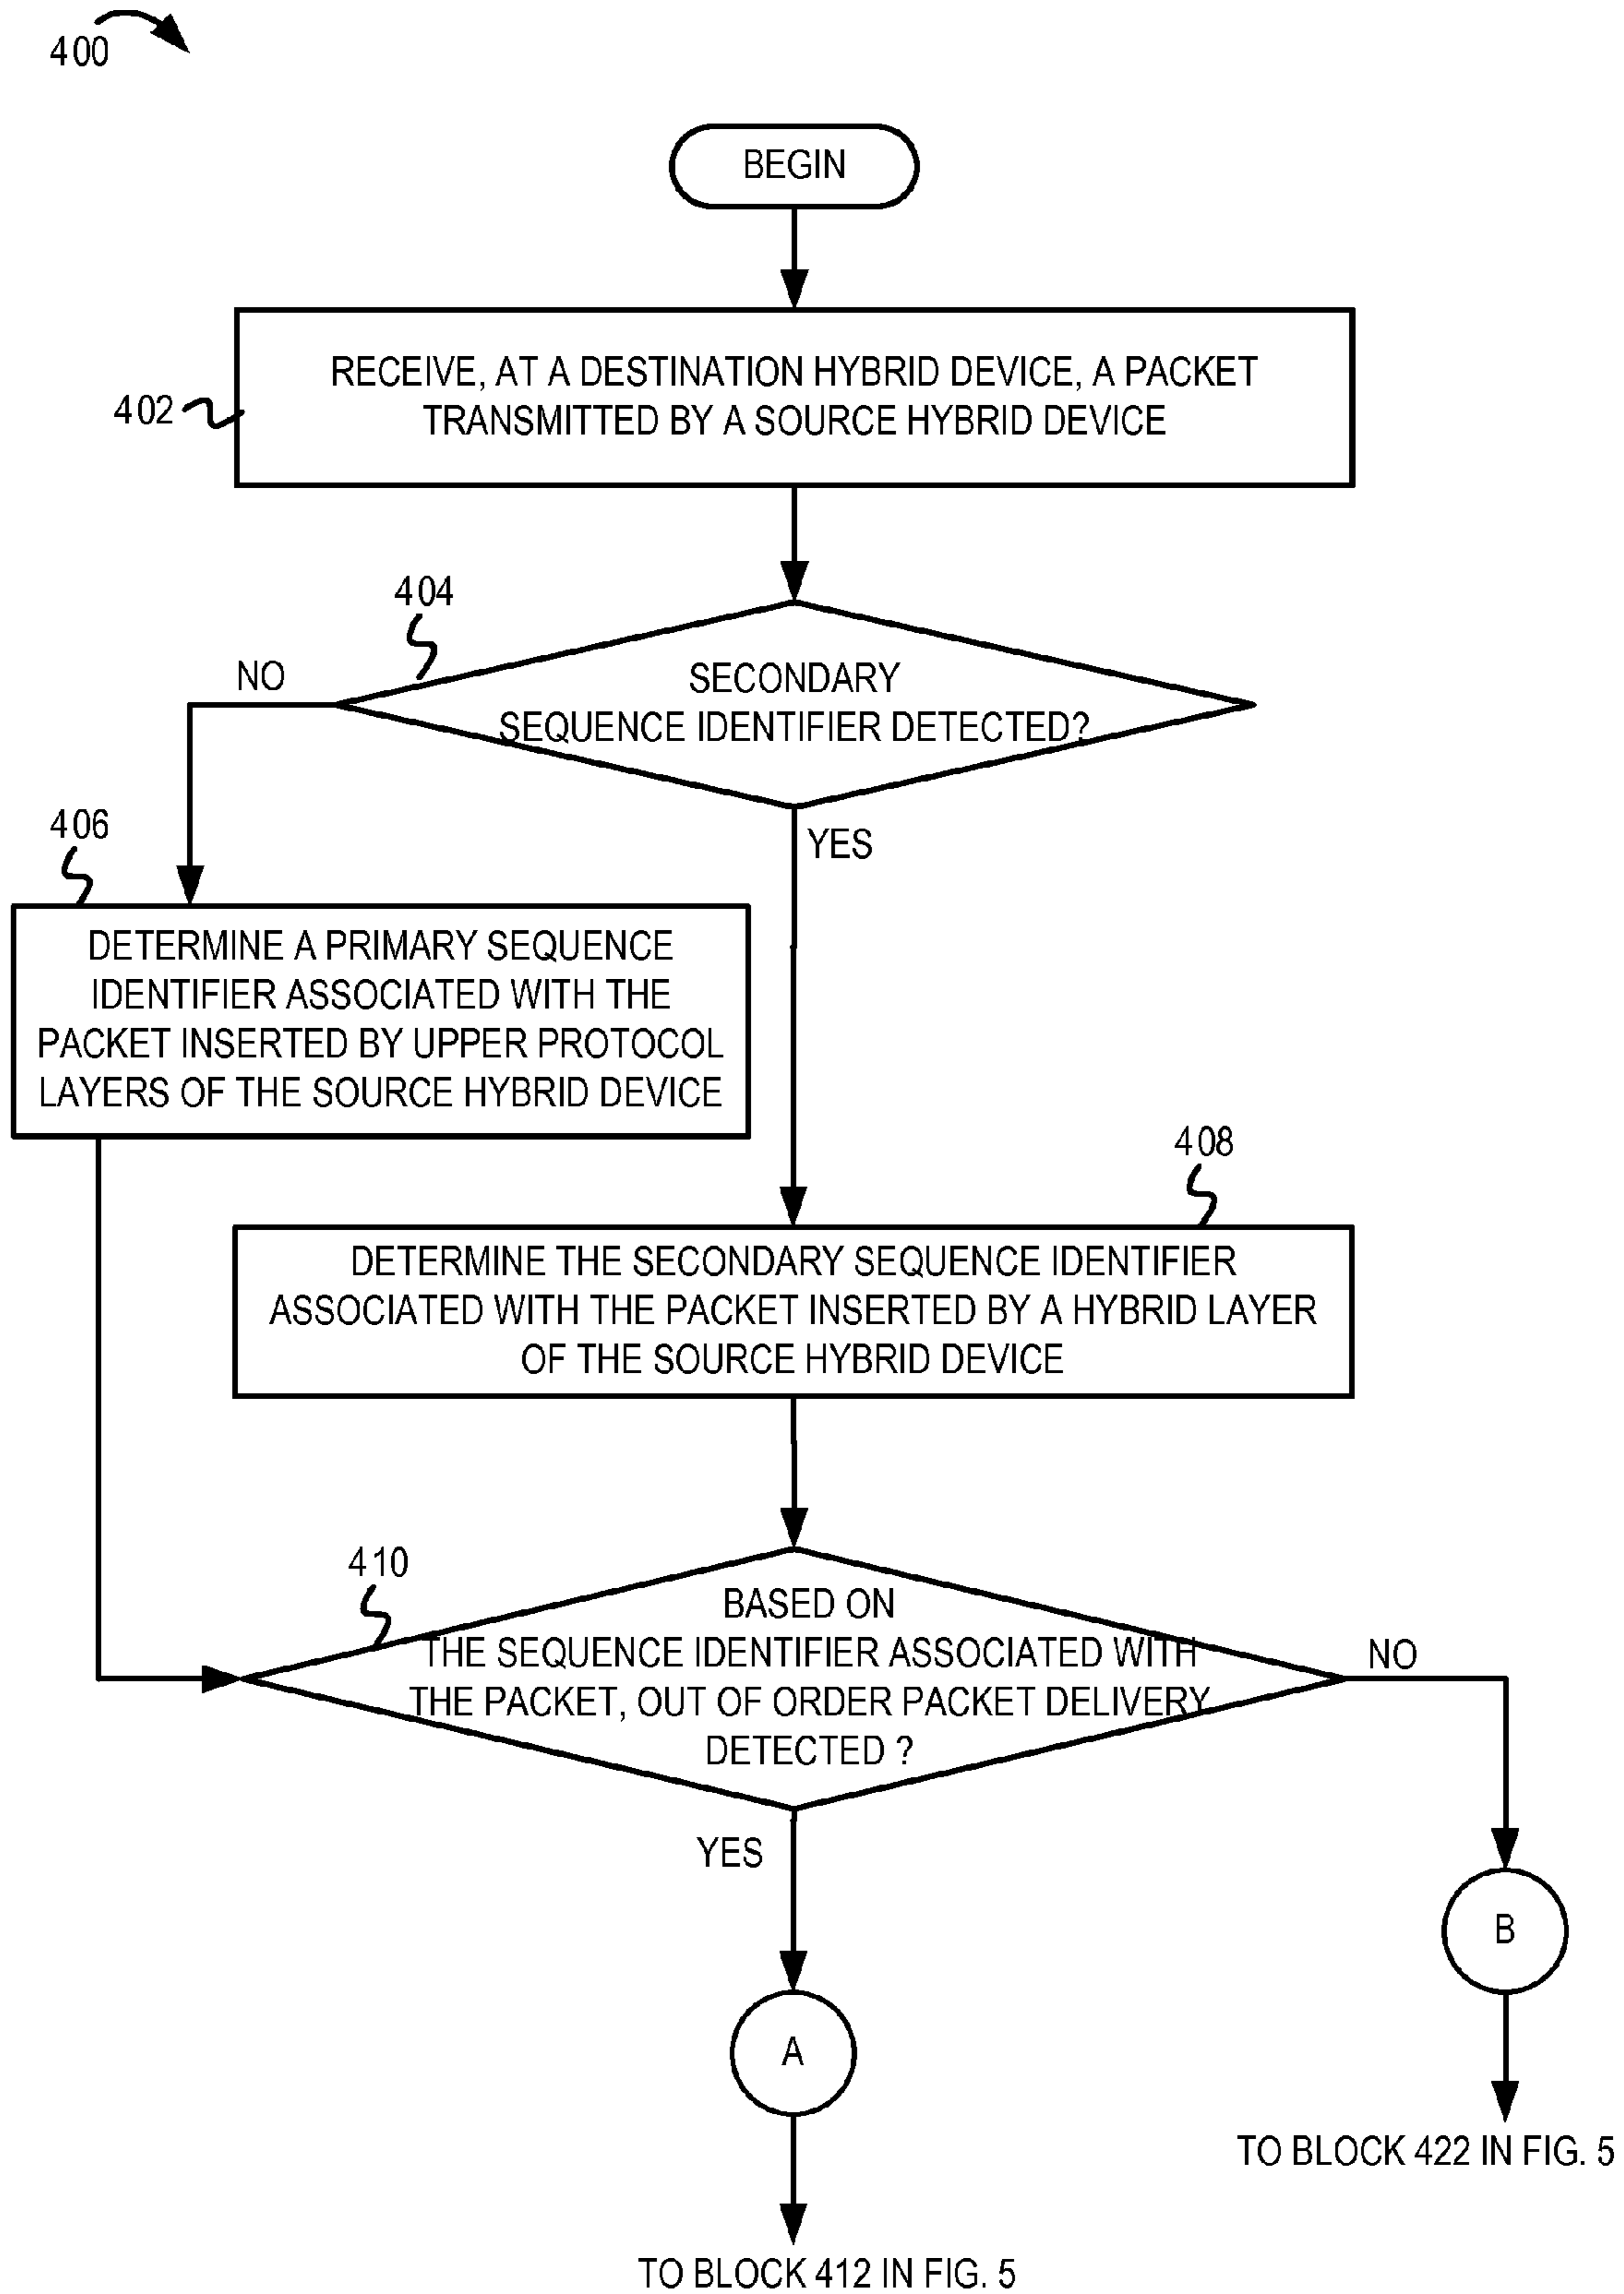 400
BEGIN
RECEIVE, AT A DESTINATION HYBRID DEVICE, A PACKET
TRANSMITTED BY A SOURCE HYBRID DEVICE
402
404
NO
SECONDARY
SEQUENCE IDENTIFIER DETECTED?
YES
406
DETERMINE A PRIMARY SEQUENCE
IDENTIFIER ASSOCIATED WITH THE
PACKET INSERTED BY UPPER PROTOCOL
LAYERS OF THE SOURCE HYBRID DEVICE
408
DETERMINE THE SECONDARY SEQUENCE IDENTIFIER
ASSOCIATED WITH THE PACKET INSERTED BY A HYBRID LAYER
OF THE SOURCE HYBRID DEVICE
410
BASED ON
THE SEQUENCE IDENTIFIER ASSOCIATED WITH
THE PACKET, OUT OF ORDER PACKET DELIVERY
DETECTED ?
NO
YES
B
A
TO BLOCK 422 IN FIG. 5
TO BLOCK 412 IN FIG. 5